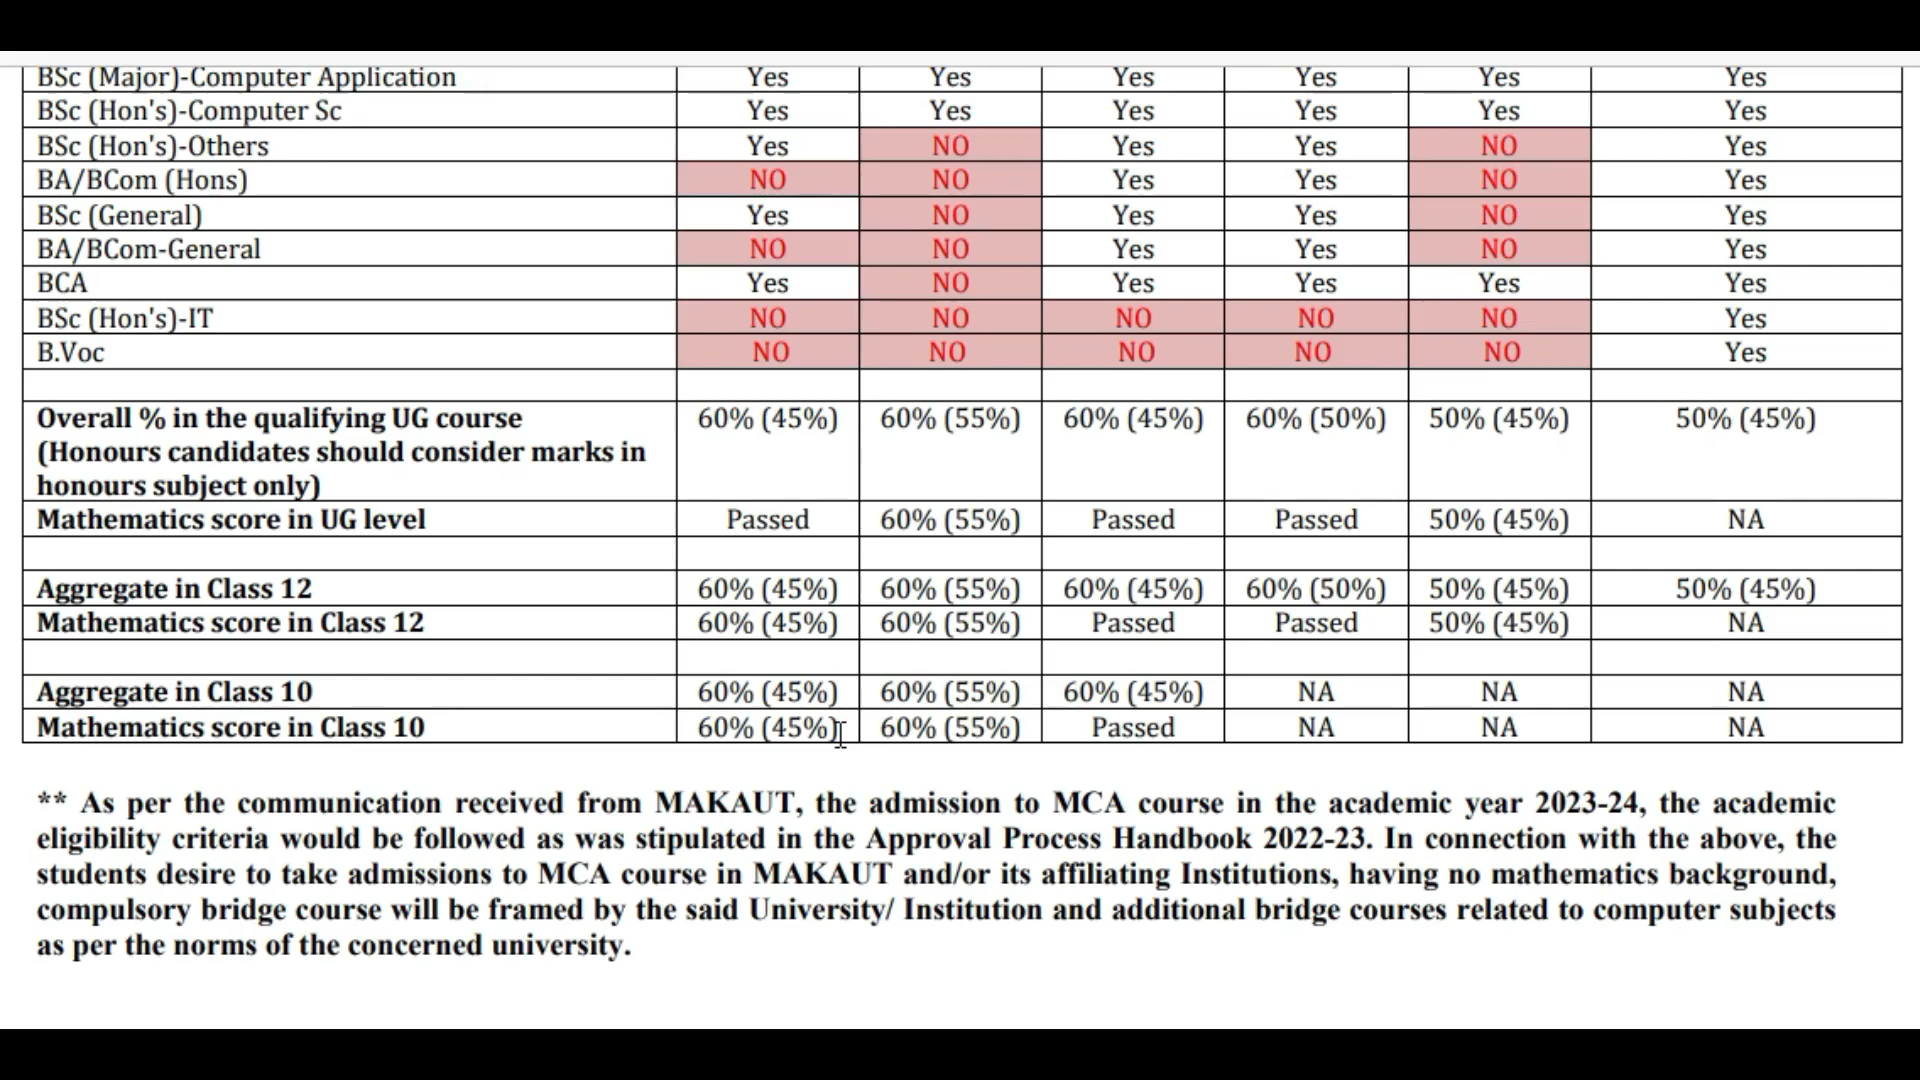 BSc (Major)-Computer Application Yes Yes Yes Yes Yes Yes
BSc (Hon's)-Computer Sc Yes Yes Yes Yes Yes Yes
BSc (Hon's)-Others Yes NO Yes Yes NO Yes
BA/BCom (Hons) NO NO Yes Yes NO Yes
BSc (General) Yes NO Yes Yes NO Yes
BA/BCom-General NO NO Yes Yes NO Yes
BCA Yes NO Yes Yes Yes Yes
BSc (Hon's)-IT NO NO NO NO NO Yes
B.Voc NO NO NO NO NO Yes
Overall % in the qualifying UG course 60% (45%) 60% (55%) 60% (45%) 60% (50%) 50% (45%) 50% (45%)
(Honours candidates should consider marks in
honours subject only)
Mathematics score in UG level Passed 60% (55%) Passed Passed 50% (45%) NA
Aggregate in Class 12 60% (45%) 60% (55%) 60% (45%) 60% (50%) 50% (45%) 50% (45%)
Mathematics score in Class 12 60% (45%) 60% (55%) Passed Passed 50% (45%) NA
Aggregate in Class 10 60% (45%) 60% (55%) 60% (45%) NA NA NA
Mathematics score in Class 10 60% (45%) 60% (55%) Passed NA NA NA
** As per the communication received from MAKAUT, the admission to MCA course in the academic year 2023-24, the academic
eligibility criteria would be followed as was stipulated in the Approval Process Handbook 2022-23. In connection with the above, the
students desire to take admissions to MCA course in MAKAUT and/or its affiliating Institutions, having no mathematics background,
compulsory bridge course will be framed by the said University/ Institution and additional bridge courses related to computer subjects
as per the norms of the concerned university.